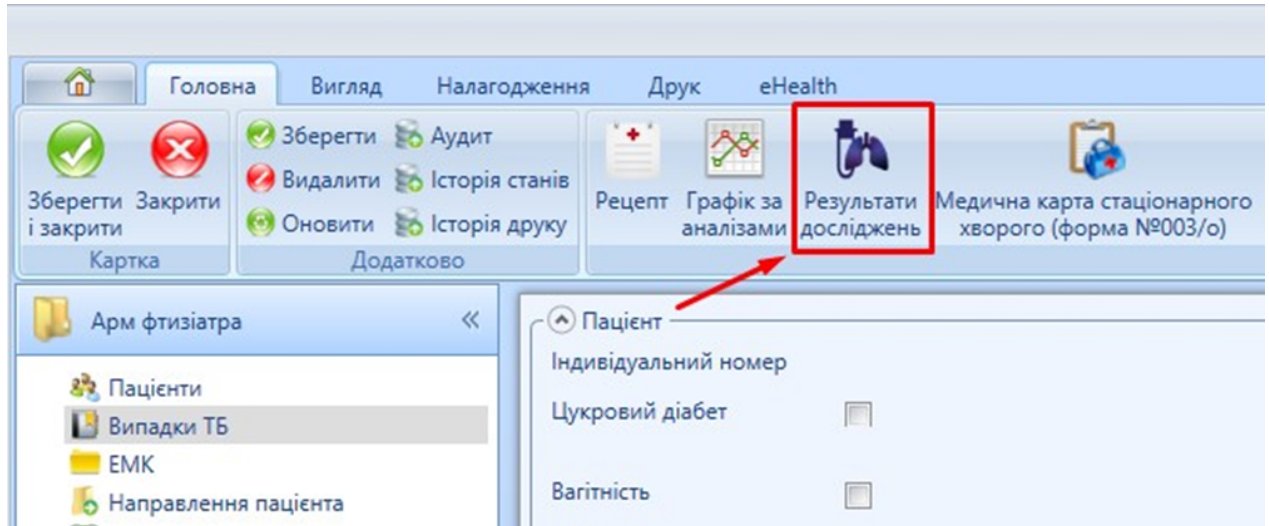 Головна Вигляд Налагодження Друк eHealth
Зберегти і закрити
Закрити
Картка
Зберегти
Видалити
Оновити
Аудит
Історія станів
Історія друку
Додатково
Рецепт
Графік за аналізами
Результати досліджень
Медична карта стаціонарного
хворого (форма №003/о)
Арм фтизіатра
Пацієнти
Випадки ТБ
ЕМК
Направлення пацієнта
Пацієнт
Індивідуальний номер
Цукровий діабет
Вагітність